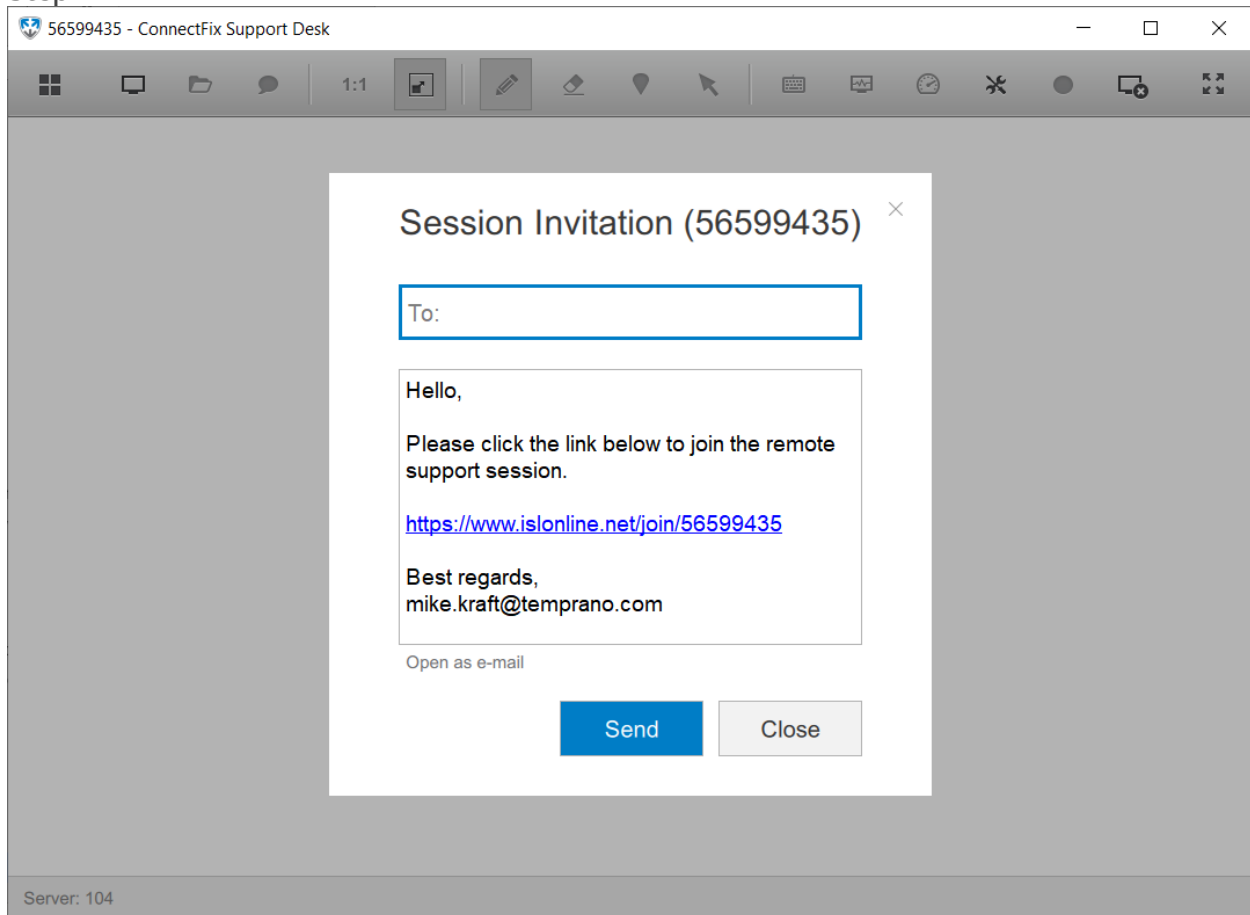 56599435 - ConnectFix Support Desk
1:1
Session Invitation (56599435)
To:
Hello,
Please click the link below to join the remote
support session.
https://www.islonline.net/join/56599435
Best regards,
mike.kraft@temprano.com
Open as e-mail
Send
Close
Server: 104